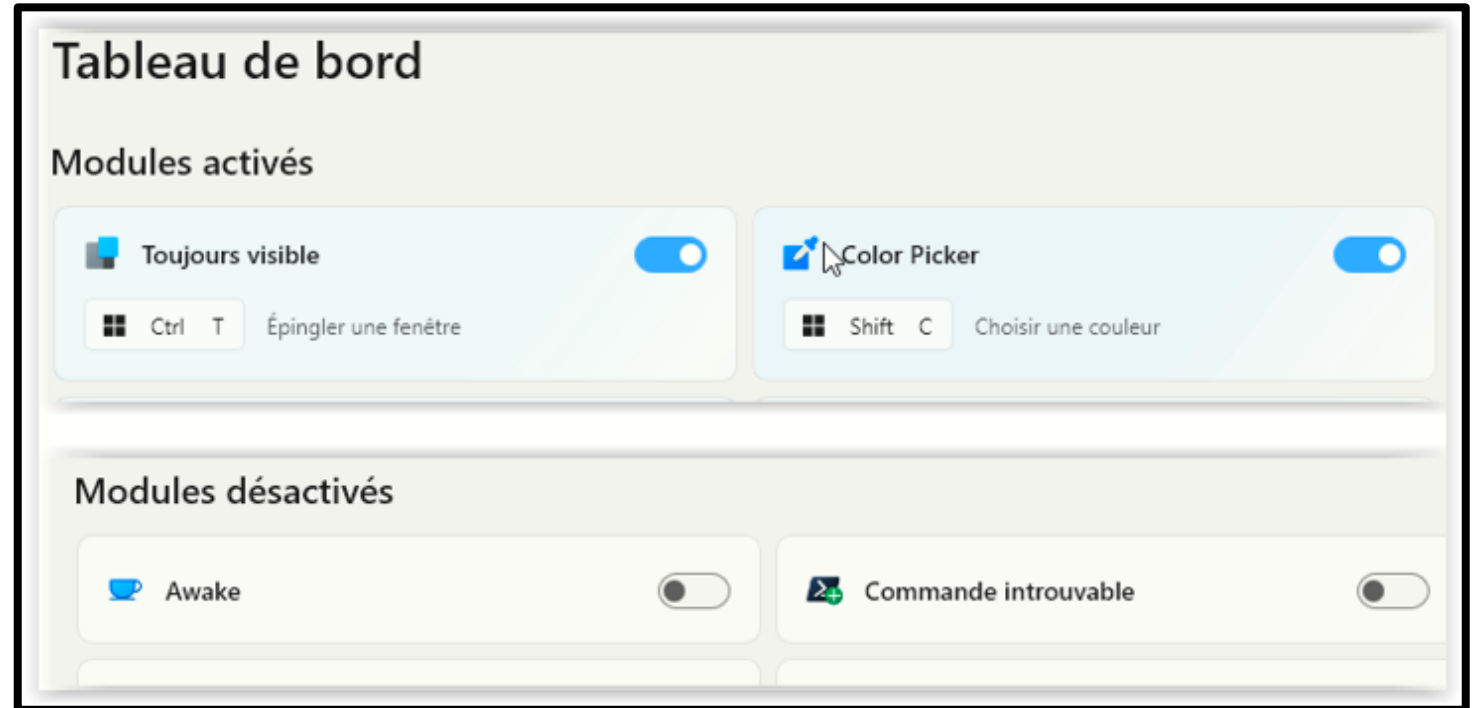 Tableau de bord
Modules activés
Toujours visible
Ctrl T Épingler une fenêtre
Color Picker
Shift C Choisir une couleur
Modules désactivés
Awake
Commande introuvable